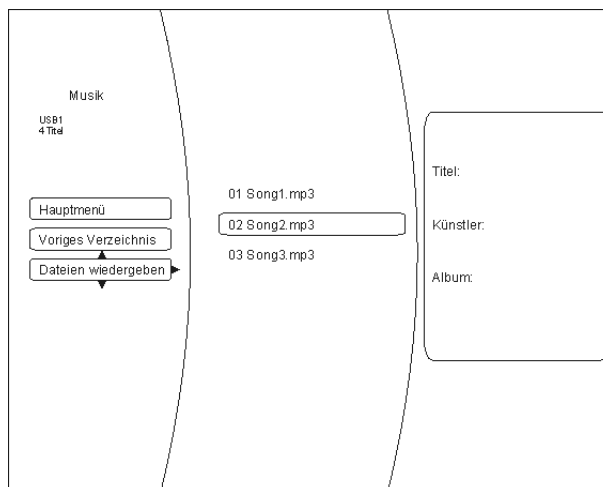 Musik
USB1
4 Titel
Hauptmenü
Voriges Verzeichnis
Dateien wiedergeben
01 Song1.mp3
02 Song2.mp3
03 Song3.mp3
Titel:
Künstler:
Album: